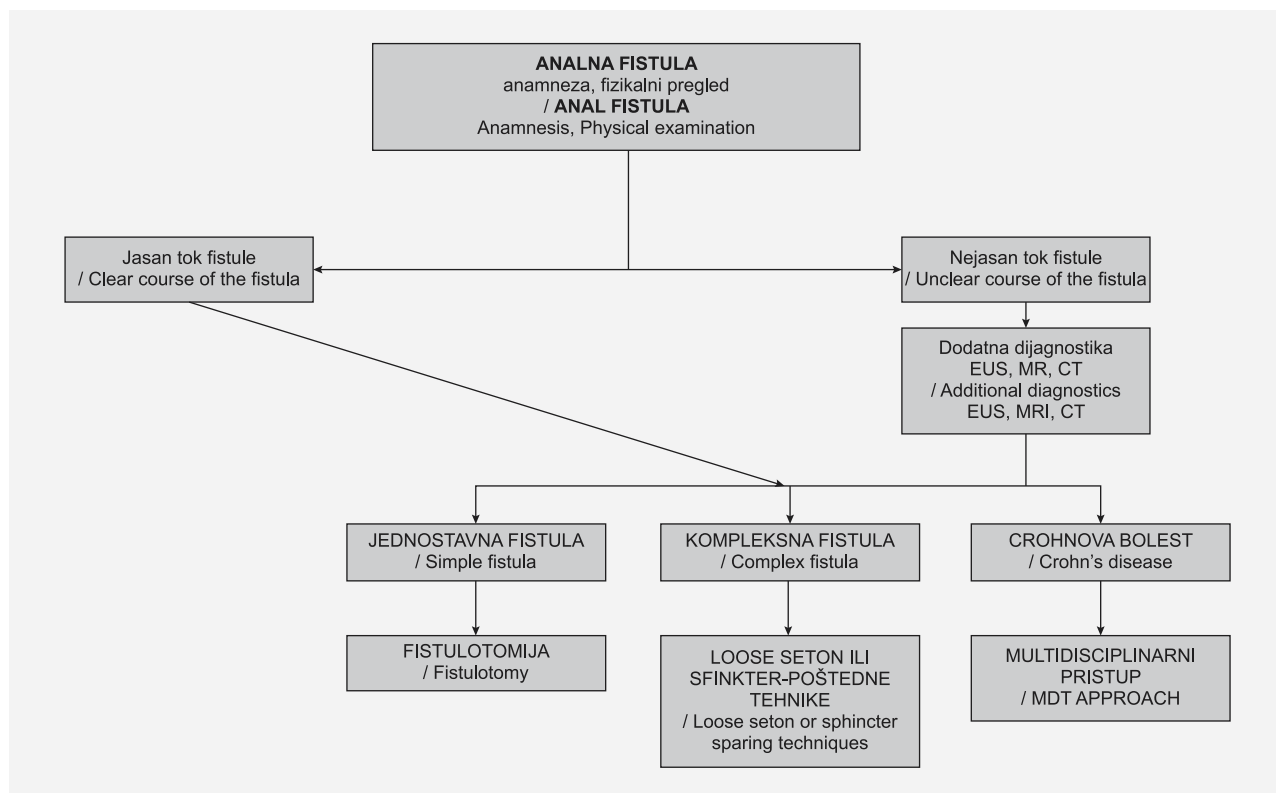 ANALNA FISTULA
anamneza, fizikalni pregled
/ ANAL FISTULA
Anamnesis, Physical examination
Jasan tok fistule
/ Clear course of the fistula
Nejasan tok fistule
/ Unclear course of the fistula
Dodatna dijagnostika
EUS, MR, CT
/ Additional diagnostics
EUS, MRI, CT
JEDNOSTAVNA FISTULA
/ Simple fistula
KOMPLEKSNA FISTULA
/ Complex fistula
CROHNOVA BOLEST
/ Crohn's disease
FISTULOTOMIJA
/ Fistulotomy
LOOSE SETON ILI
SFINKTER-POŠTEDNE
TEHNIKE
/ Loose seton or sphincter
sparing techniques
MULTIDISCIPLINARNI
PRISTUP
/ MDT APPROACH